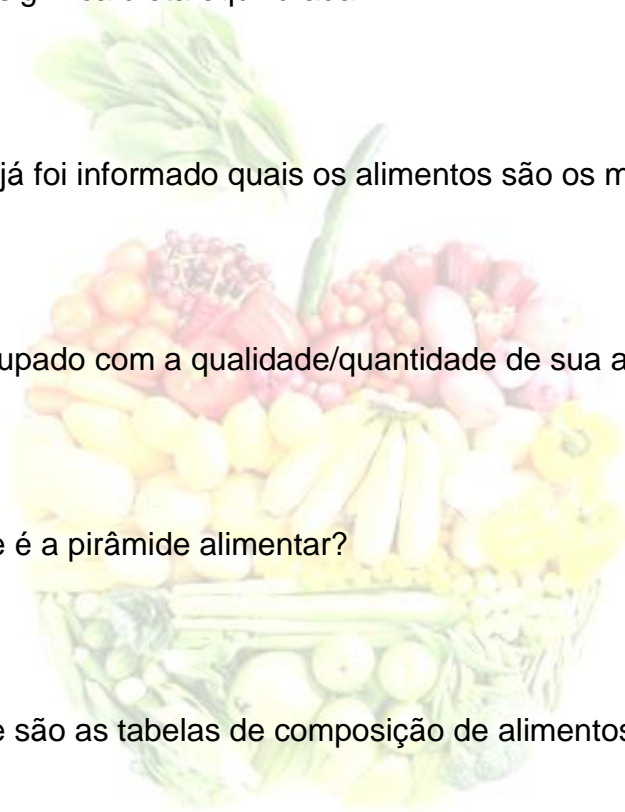 já foi informado quais os alimentos são os
com a qualidade/quantidade de sua
é a pirâmide alimentar?
são as tabelas de composição de alimentos